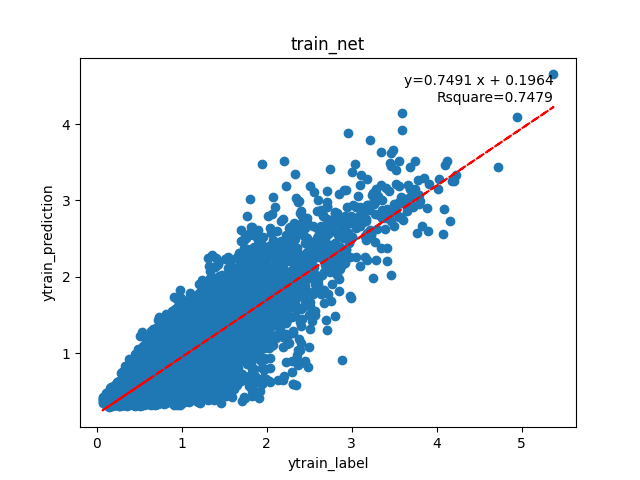 train_net
y=0.7491 x + 0.1964
Rsquare=0.7479
4
3
2
1
ytrain_prediction
0 1 2 3 4 5
ytrain_label